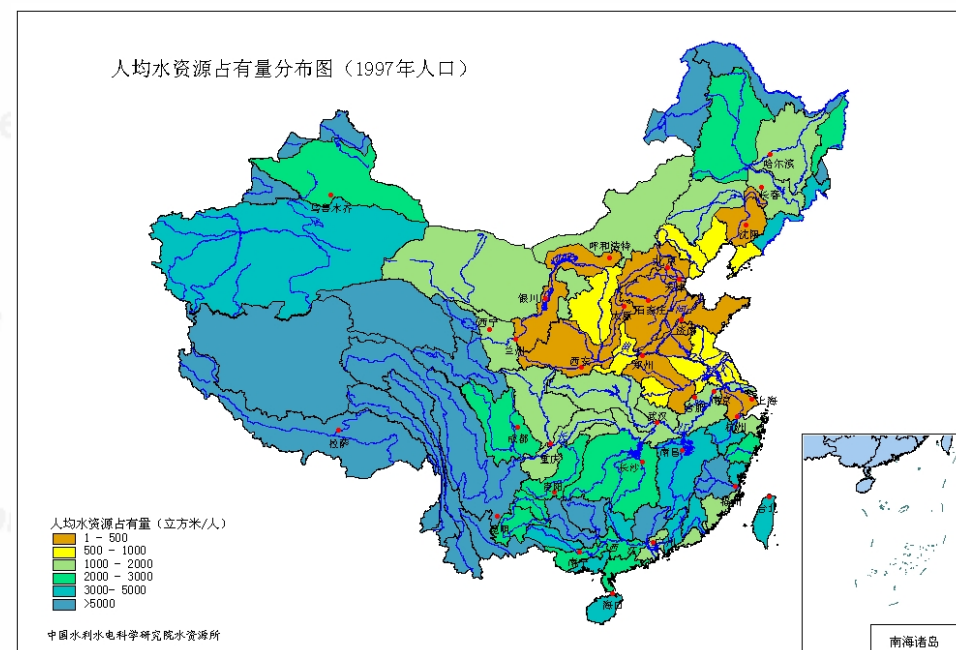 人均水资源占有量分布图（1997年人口）
哈尔滨
长春
乌鲁木齐
沈阳
呼和浩特
银川
石家庄
太原
西宁
济南
兰州
西安
郑州
南京
上海
合肥
杭州
武汉
成都
拉萨
重庆
南昌
长沙
贵阳
福州
台北
昆明
南宁
海口
人均水资源占有量（立方米/人）
1 - 500
500 - 1000
1000 - 2000
2000 - 3000
3000- 5000
>5000
中国水利水电科学研究院水资源所
南海诸岛